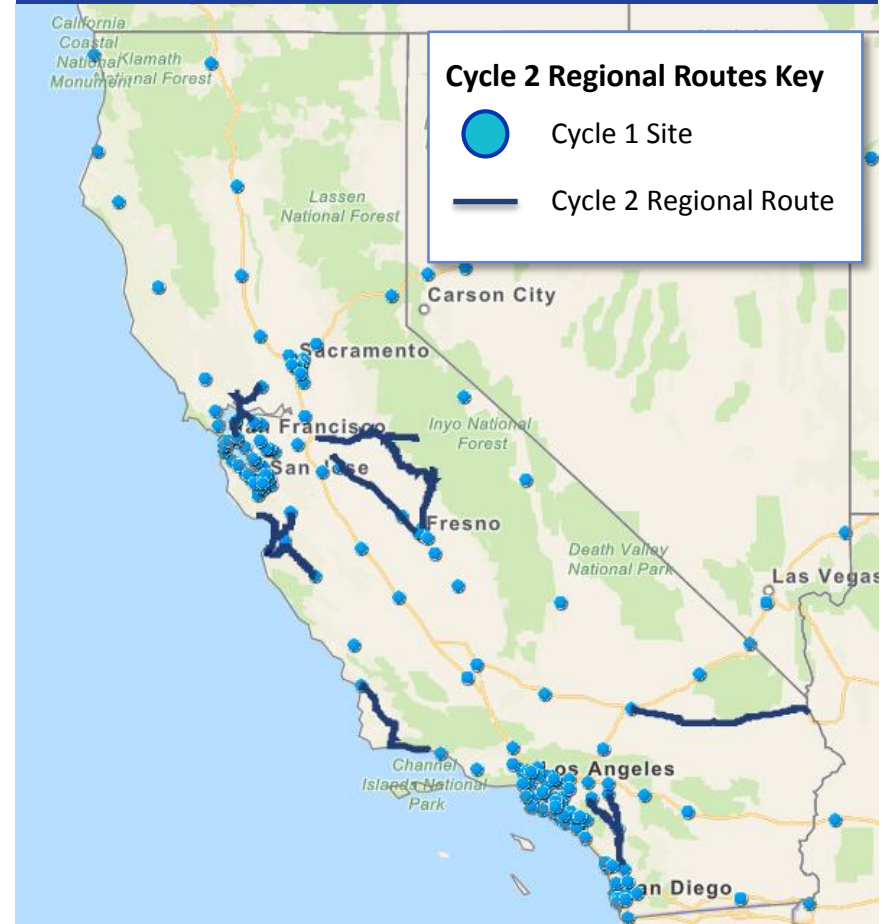 California
Coastal
National
Monument
Klamath
National Forest
Cycle 2 Regional Routes Key
Cycle 1 Site
Cycle 2 Regional Route
Lassen
National Forest
Carson City
Sacramento
San Francisco
Inyo National
Forest
San Jose
Fresno
Death Valley
National Park
Las Vegas
Channel
Islands National
Park
Los Angeles
San Diego